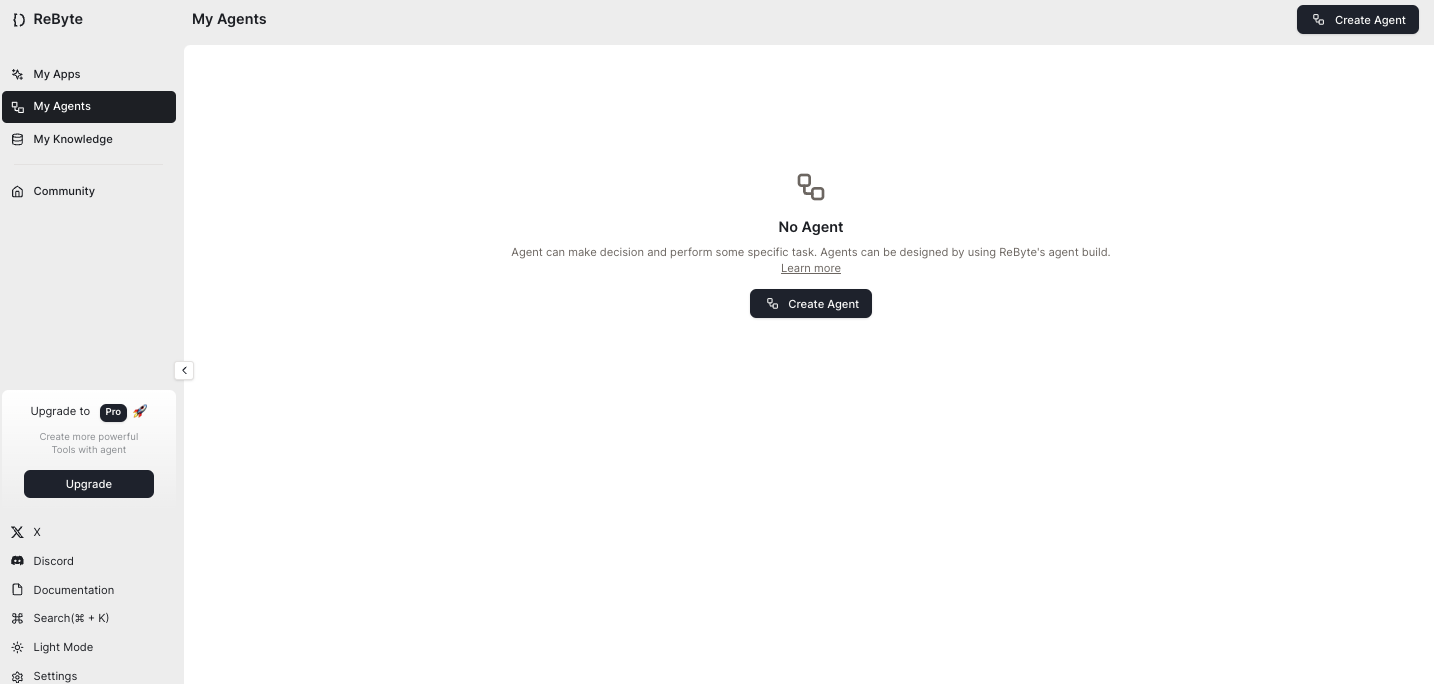 ReByte
My Agents
Create Agent
My Apps
My Agents
My Knowledge
Community
No Agent
Agent can make decision and perform some specific task. Agents can be designed by using ReByte's agent build.
Learn more
Create Agent
Upgrade to Pro 🚀
Create more powerful
Tools with agent
Upgrade
X
Discord
Documentation
Search(⌘ + K)
Light Mode
Settings